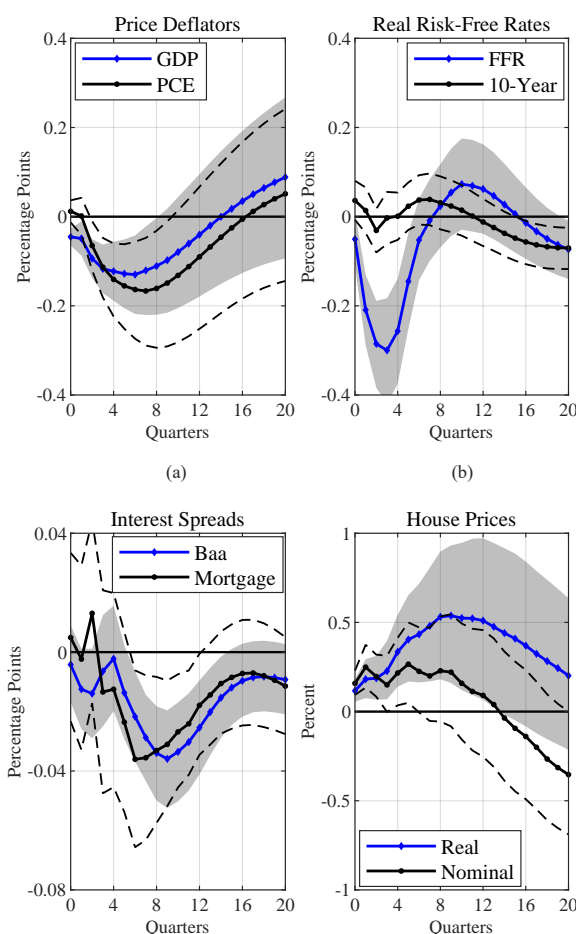 Price Deflators
GDP
PCE
Percentage Points
0.4
0.2
0
-0.2
-0.4
0 4 8 12 16 20
Quarters
(a)
Real Risk-Free Rates
FFR
10-Year
Percentage Points
0.4
0.2
0
-0.2
-0.4
0 4 8 12 16 20
Quarters
(b)
Interest Spreads
Baa
Mortgage
Percentage Points
0.04
0
-0.04
-0.08
0 4 8 12 16 20
Quarters
House Prices
Percent
1
0.5
0
-0.5
-1
Real
Nominal
0 4 8 12 16 20
Quarters